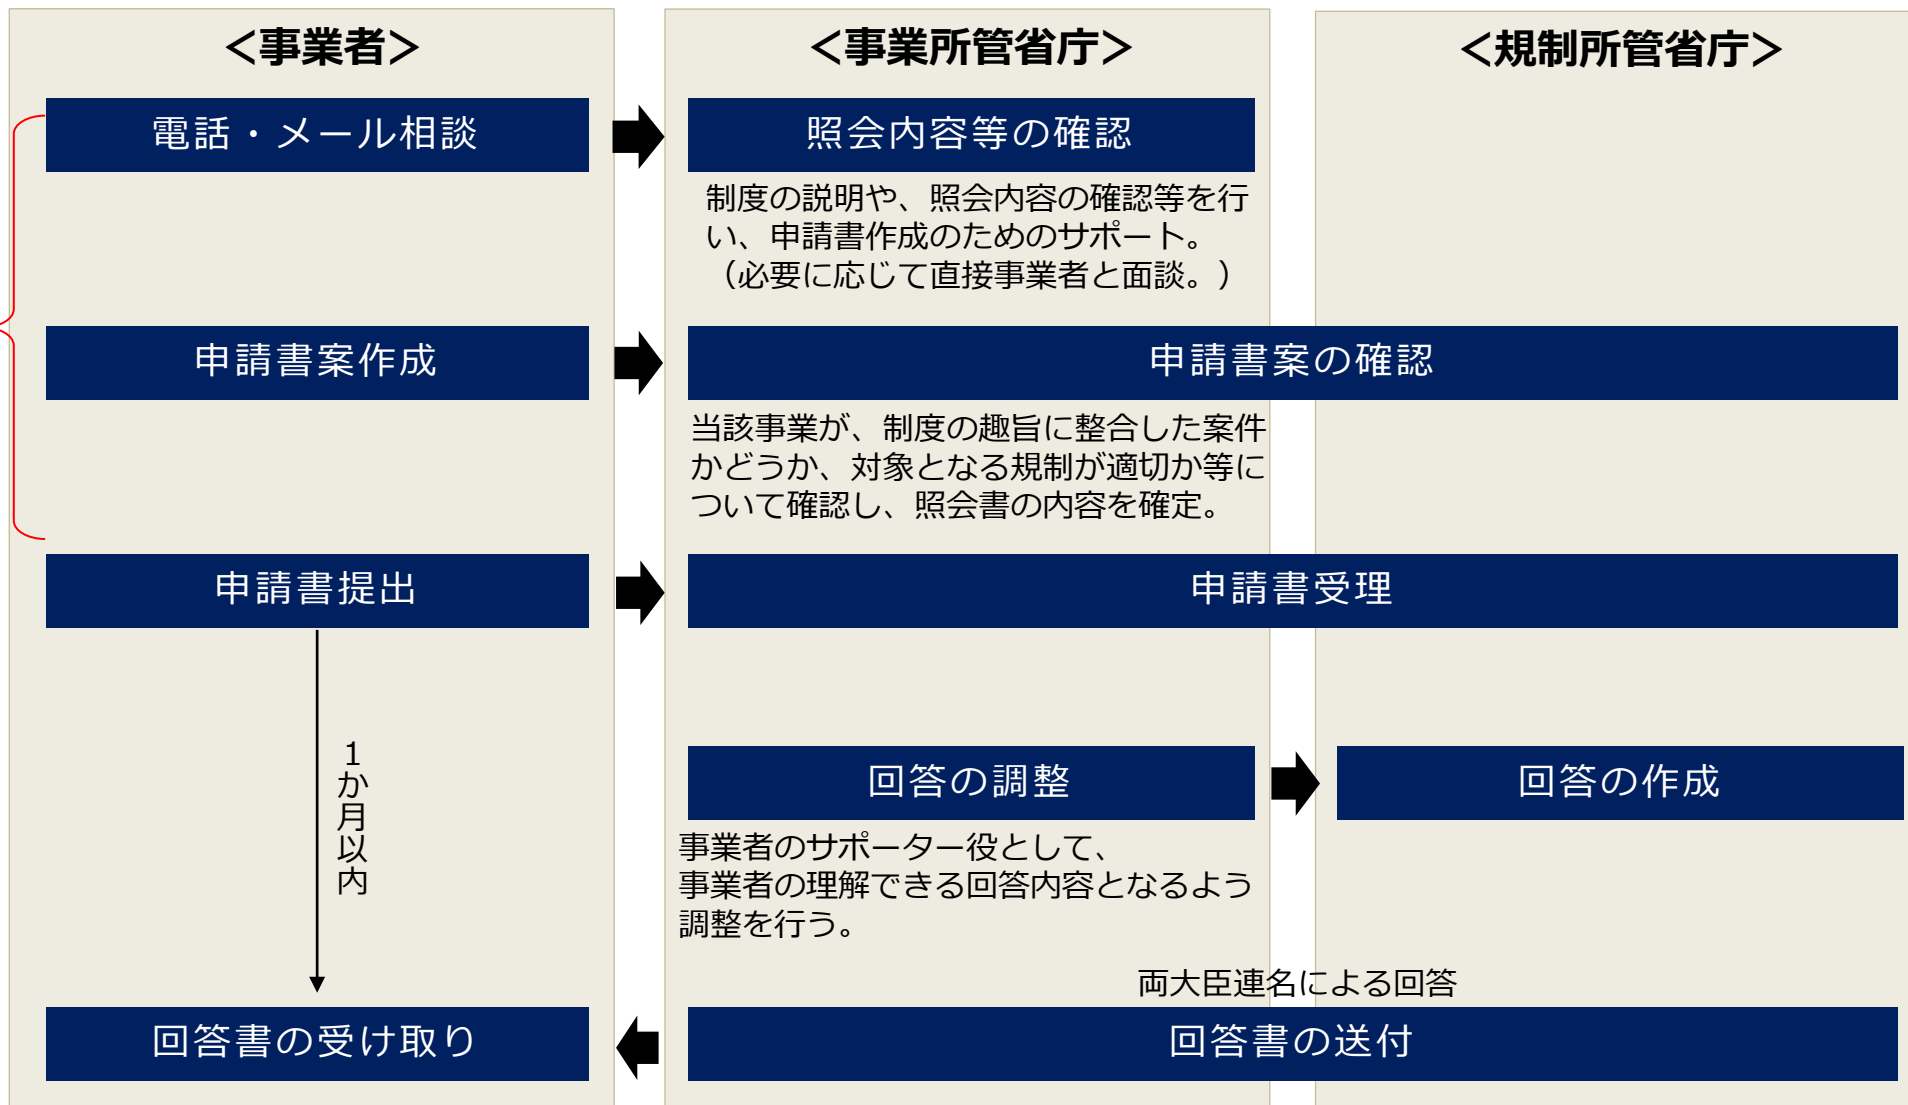 ＜事業者＞
＜事業所管省庁＞
＜規制所管省庁＞
電話・メール相談
照会内容等の確認
制度の説明や、照会内容の確認等を行
い、申請書作成のためのサポート。
（必要に応じて直接事業者と面談。）
申請書案作成
申請書案の確認
当該事業が、制度の趣旨に整合した案件
かどうか、対象となる規制が適切か等に
ついて確認し、照会書の内容を確定。
申請書提出
申請書受理
1か月以内
回答の調整
回答の作成
事業者のサポーター役として、
事業者の理解できる回答内容となるよう
調整を行う。
両大臣連名による回答
回答書の受け取り
回答書の送付